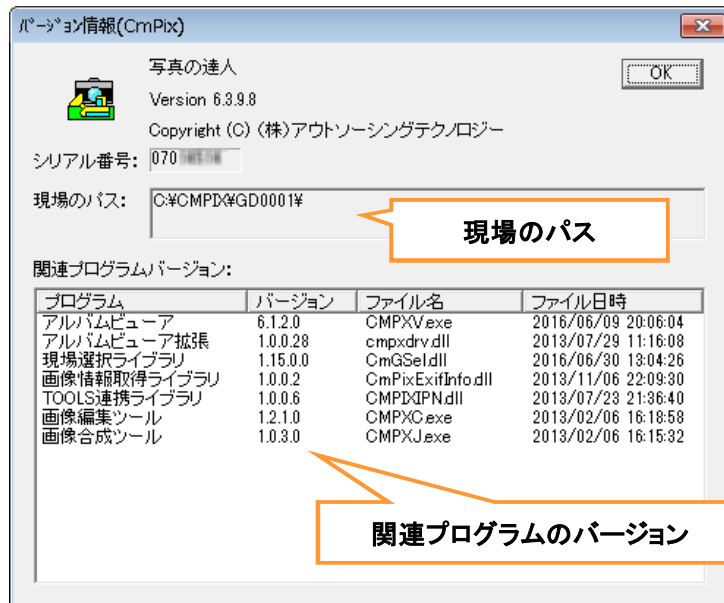 ﾊﾞｰｼﾞｮﾝ情報(CmPix)
写真の達人
OK
Version 6.3.9.8
Copyright (C) (株)アウトソーシングテクノロジー
シリアル番号: 070
現場のパス: C:¥CMPIX¥GD0001¥
現場のパス
関連プログラムバージョン:
プログラム バージョン ファイル名 ファイル日時
アルバムビューア 6.1.2.0 CMPXV.exe 2016/06/09 20:06:04
アルバムビューア拡張 1.0.0.28 cmpxdrv.dll 2013/07/29 11:16:08
現場選択ライブラリ 1.15.0.0 CmGSel.dll 2016/06/30 13:04:26
画像情報取得ライブラリ 1.0.0.2 CmPixExifInfo.dll 2013/11/06 22:09:30
TOOLS連携ライブラリ 1.0.0.6 CMPIXIPN.dll 2013/07/23 21:36:40
画像編集ツール 1.2.1.0 CMPXC.exe 2013/02/06 16:18:58
画像合成ツール 1.0.3.0 CMPXJ.exe 2013/02/06 16:15:32
関連プログラムのバージョン